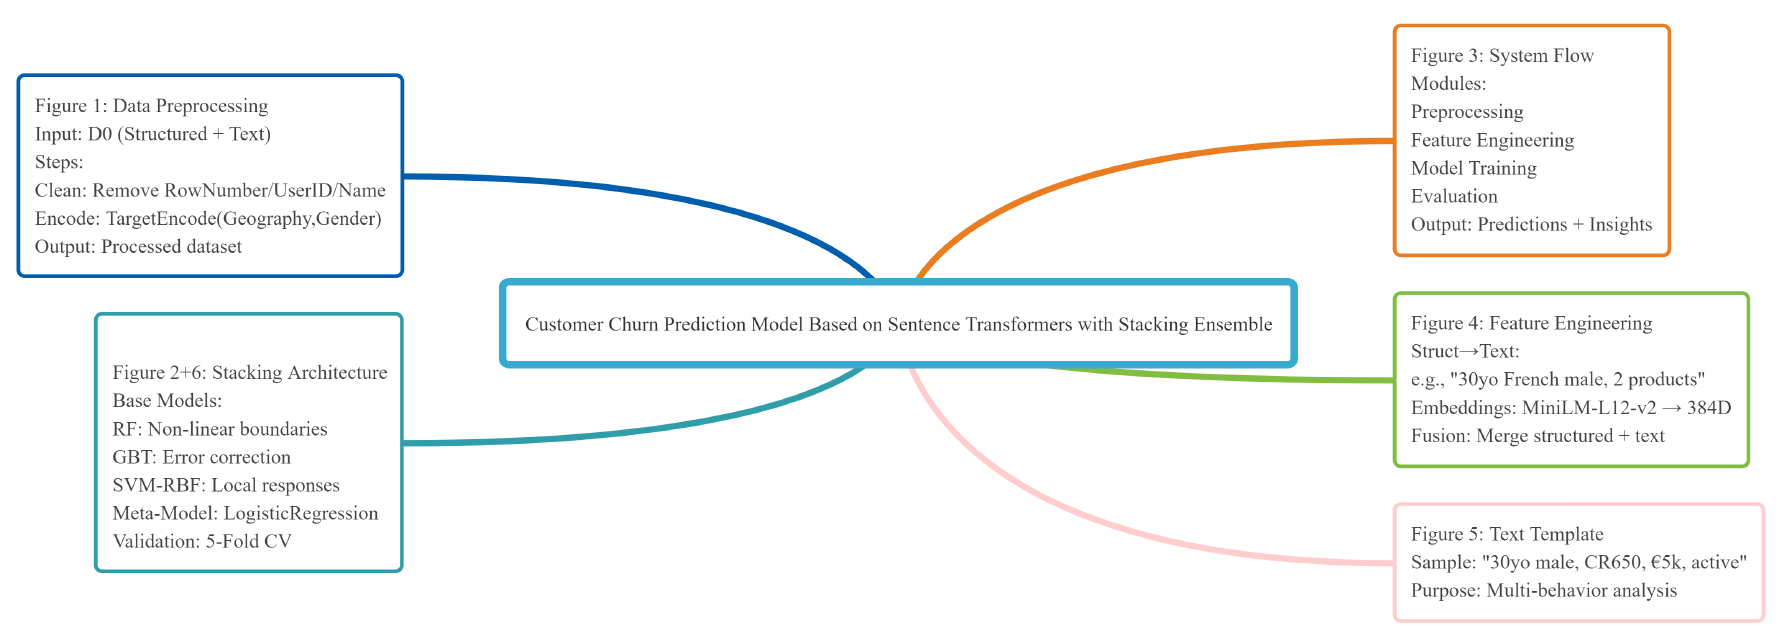 Figure 1: Data Preprocessing
Input: D0 (Structured + Text)
Steps:
Clean: Remove RowNumber/UserID/Name
Encode: TargetEncode(Geography,Gender)
Output: Processed dataset
Figure 2+6: Stacking Architecture
Base Models:
RF: Non-linear boundaries
GBT: Error correction
SVM-RBF: Local responses
Meta-Model: LogisticRegression
Validation: 5-Fold CV
Customer Churn Prediction Model Based on Sentence Transformers with Stacking Ensemble
Figure 3: System Flow
Modules:
Preprocessing
Feature Engineering
Model Training
Evaluation
Output: Predictions + Insights
Figure 4: Feature Engineering
Struct→Text:
e.g., "30yo French male, 2 products"
Embeddings: MiniLM-L12-v2 → 384D
Fusion: Merge structured + text
Figure 5: Text Template
Sample: "30yo male, CR650, €5k, active"
Purpose: Multi-behavior analysis